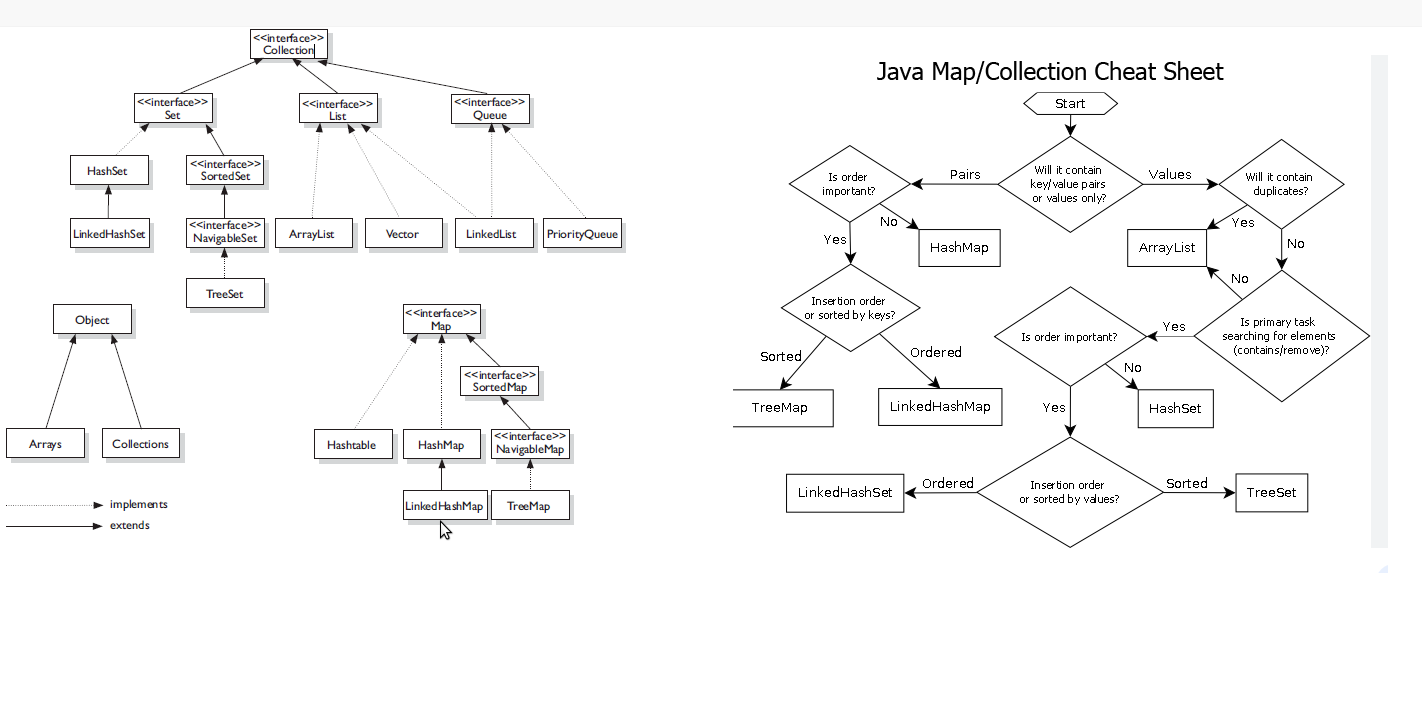 <<interface>>
Collection
<<interface>>
Set
<<interface>>
List
<<interface>>
Queue
HashSet
<<interface>>
SortedSet
LinkedHashSet
<<interface>>
NavigableSet
ArrayList
Vector
LinkedList
PriorityQueue
TreeSet
Object
<<interface>>
Map
<<interface>>
SortedMap
Arrays
Collections
Hashtable
HashMap
<<interface>>
NavigableMap
LinkedHashMap
TreeMap
implements
extends
Java Map/Collection Cheat Sheet
Start
Will it contain
key/value pairs
or values only?
Pairs
Values
Is order
important?
Will it contain
duplicates?
No
Yes
HashMap
Yes
ArrayList
No
No
Insertion order
or sorted by keys?
Is primary task
searching for elements
(contains/remove)?
Yes
Is order important?
Sorted
Ordered
No
TreeMap
LinkedHashMap
Yes
HashSet
Insertion order
or sorted by values?
Ordered
Sorted
LinkedHashSet
TreeSet